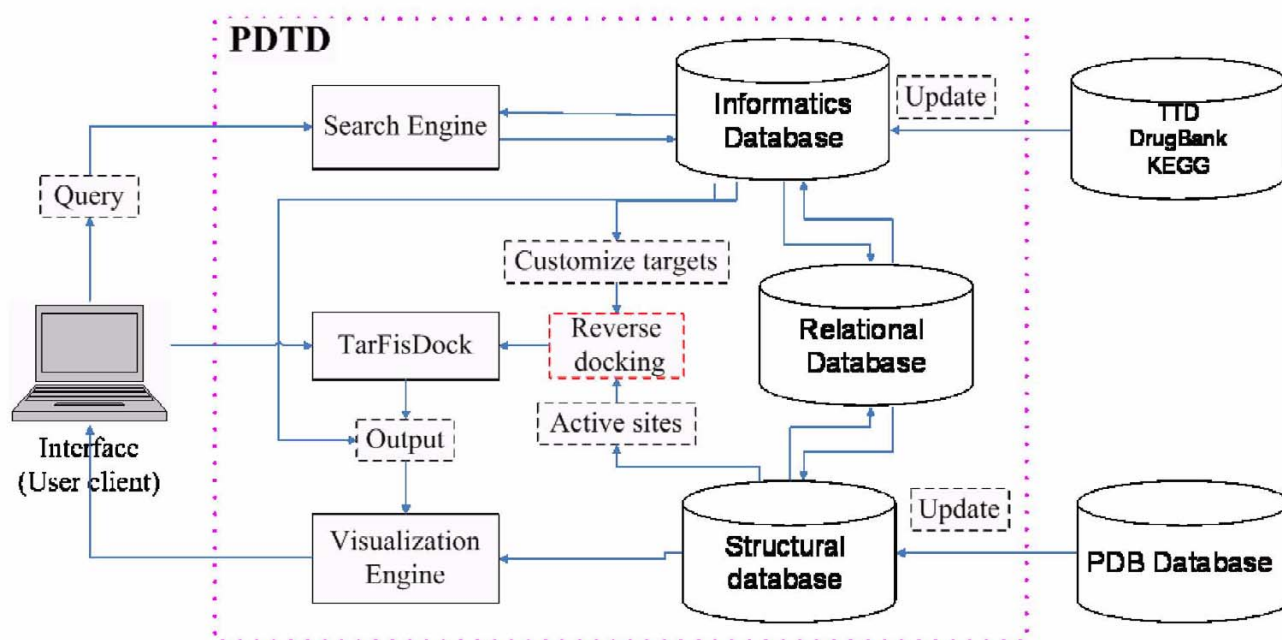 PDTD
Search Engine
Informatics
Database
Update
TTD
DrugBank
KEGG
Query
Customize targets
TarFisDock
Reverse
docking
Relational
Database
Active sites
Output
Interface
(User client)
Visualization
Engine
Structural
database
Update
PDB Database